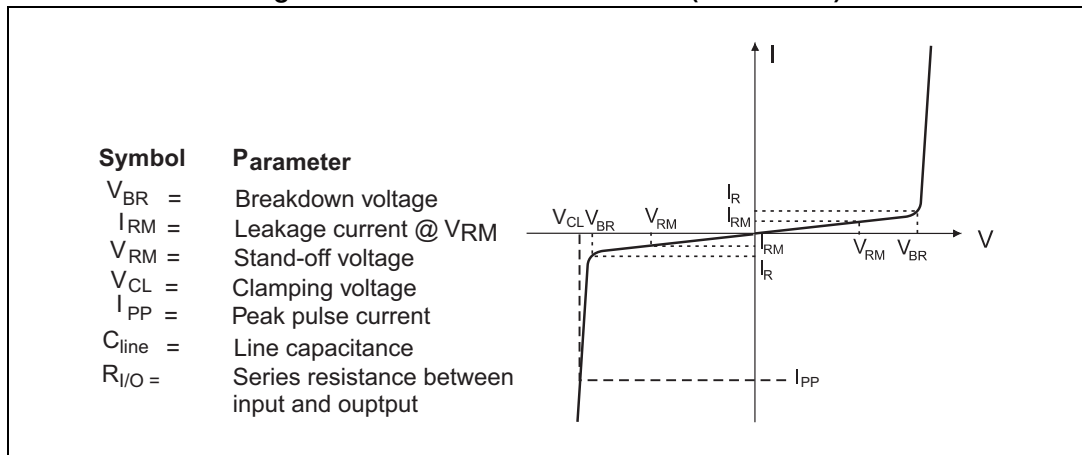 Symbol Parameter
VBR = Breakdown voltage
IRM = Leakage current @ VRM
VRM = Stand-off voltage
VCL = Clamping voltage
IPP = Peak pulse current
Cline = Line capacitance
RI/O = Series resistance between
input and ouptput
I
IR
IRM
VCL VBR VRM
V
IRM
VRM VBR
IR
IPP